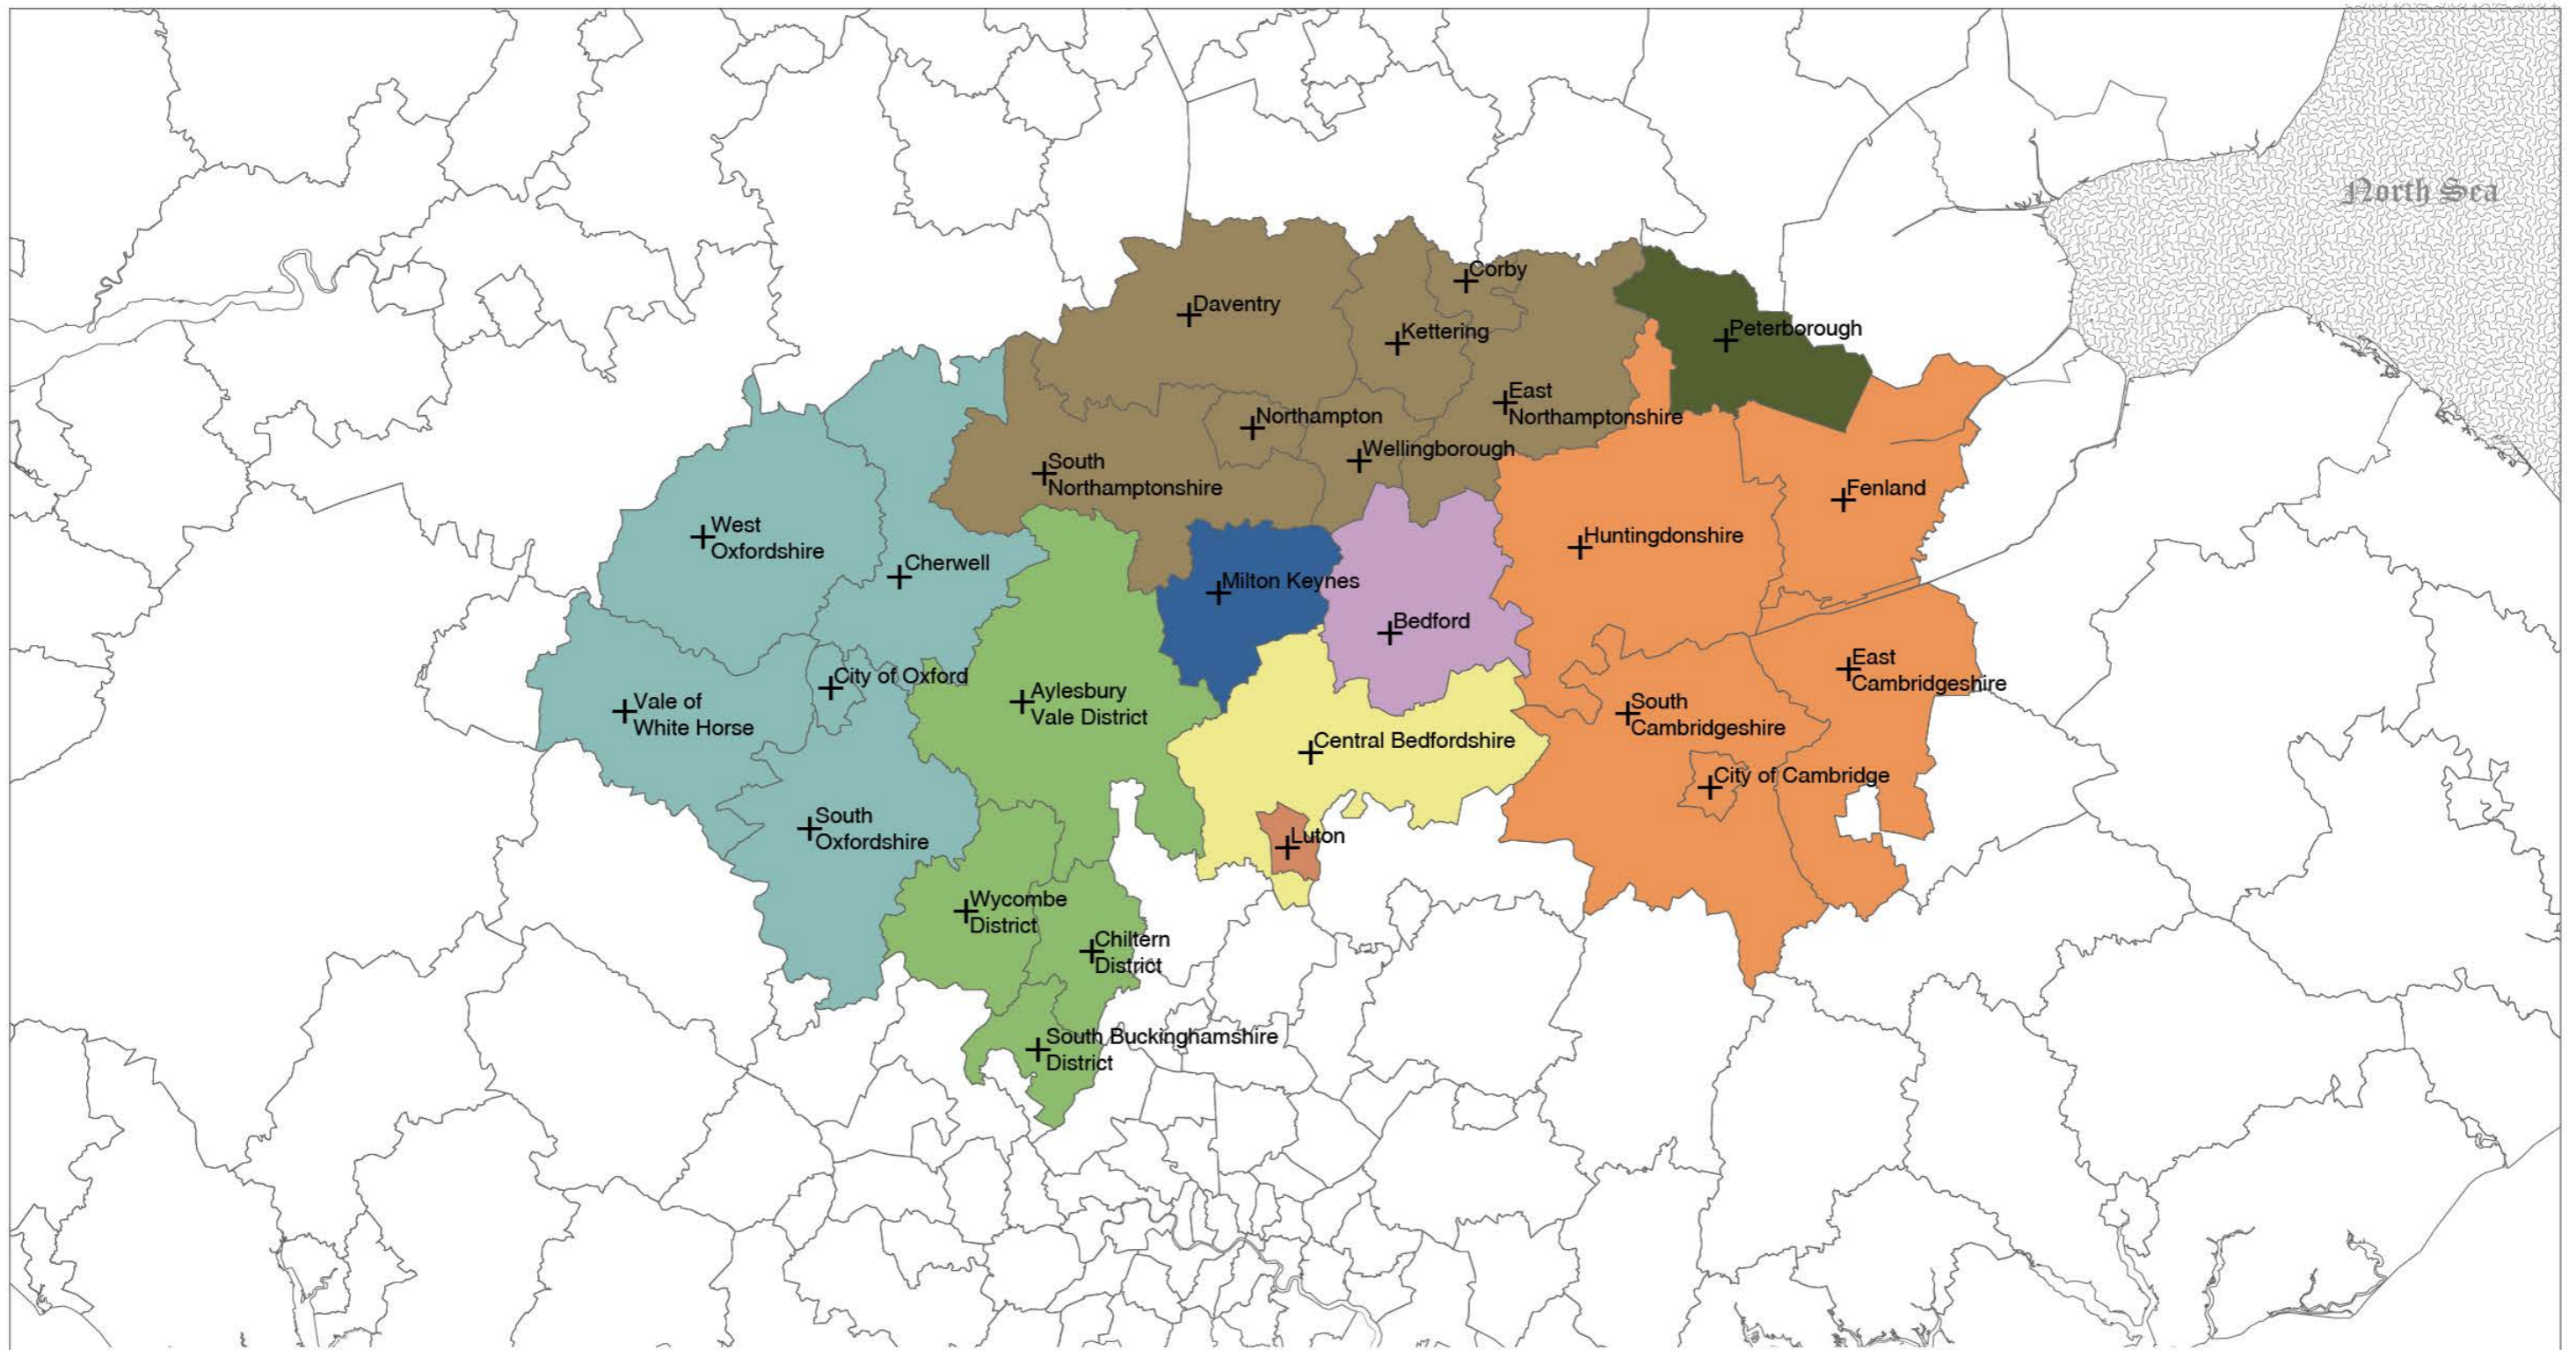 North Sea
Corby
Daventry
Peterborough
Kettering
East
Northamptonshire
Northampton
Wellingborough
South
Northamptonshire
Fenland
West
Oxfordshire
Huntingdonshire
Cherwell
Milton Keynes
Bedford
East
Cambridgeshire
City of Oxford
Aylesbury
Vale District
Vale of
White Horse
South
Cambridgeshire
Central Bedfordshire
City of Cambridge
South
Oxfordshire
Luton
Wycombe
District
Chiltern
District
South Buckinghamshire
District